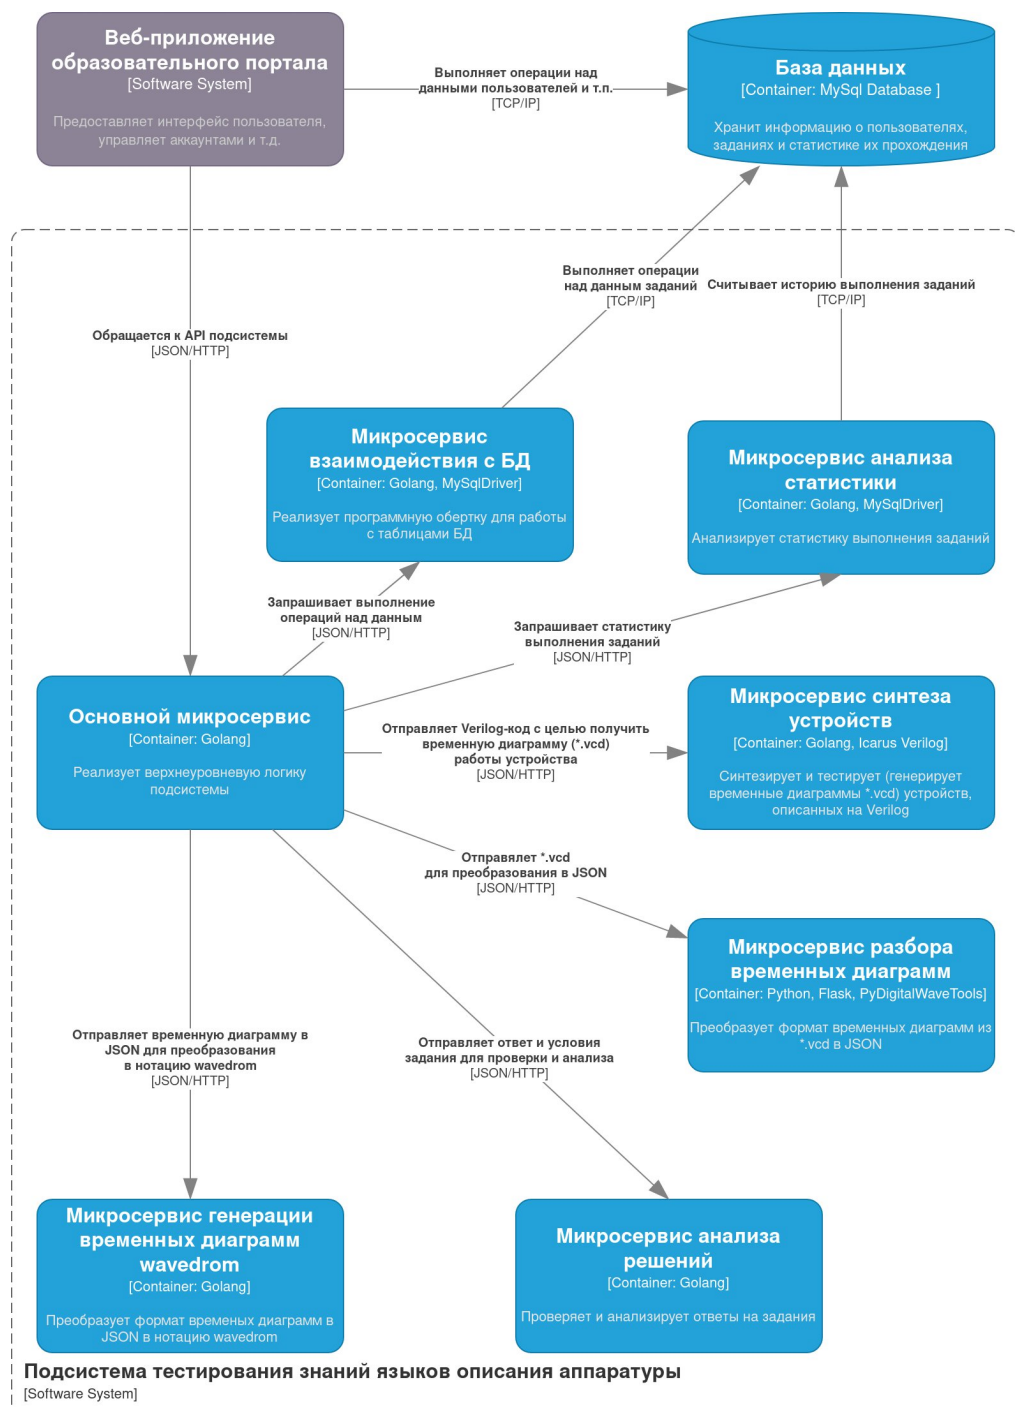 Веб-приложение
образовательного портала
[Software System]
Предоставляет интерфейс пользователя,
управляет аккаунтами и т.д.
Выполняет операции над
данными пользователей и т.п.
[TCP/IP]
База данных
[Container: MySql Database ]
Хранит информацию о пользователях,
заданиях и статистике их прохождения
Выполняет операции
над данным заданий
[TCP/IP]
Считывает историю выполнения заданий
[TCP/IP]
Обращается к API подсистемы
[JSON/HTTP]
Микросервис
взаимодействия с БД
[Container: Golang, MySqlDriver]
Реализует программную обертку для работы
с таблицами БД
Микросервис анализа
статистики
[Container: Golang, MySqlDriver]
Анализирует статистику выполнения заданий
Запрашивает выполнение
операций над данным
[JSON/HTTP]
Запрашивает статистику
выполнения заданий
[JSON/HTTP]
Основной микросервис
[Container: Golang]
Реализует верхнеуровневую логику
подсистемы
Отправляет Verilog-код с целью получить
временную диаграмму (*.vcd)
работы устройства
[JSON/HTTP]
Микросервис синтеза
устройств
[Container: Golang, Icarus Verilog]
Синтезирует и тестирует (генерирует
временные диаграммы *.vcd) устройств,
описанных на Verilog
Отправялет *.vcd
для преобразования в JSON
[JSON/HTTP]
Микросервис разбора
временных диаграмм
[Container: Python, Flask, PyDigitalWaveTools]
Преобразует формат временных диаграмм из
*.vcd в JSON
Отправляет временную диаграмму в
JSON для преобразования
в нотацию wavedrom
[JSON/HTTP]
Отправляет ответ и условия
задания для проверки и анализа
[JSON/HTTP]
Микросервис генерации
временных диаграмм
wavedrom
[Container: Golang]
Преобразует формат временых диаграмм в
JSON в нотацию wavedrom
Микросервис анализа
решений
[Container: Golang]
Проверяет и анализирует ответы на задания
Подсистема тестирования знаний языков описания аппаратуры
[Software System]